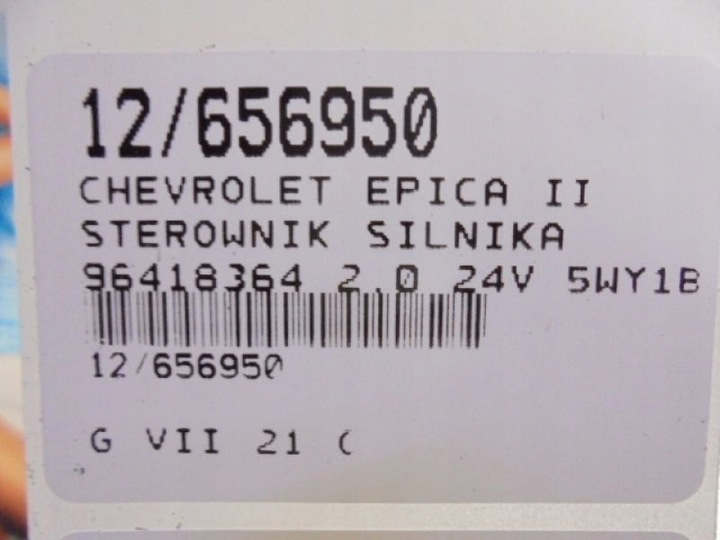 12/656950
CHEVROLET EPICA II
STEROWNIK SILNIKA
96418364 2.0 24V 5WY1B
12/656950
G VII 21 (